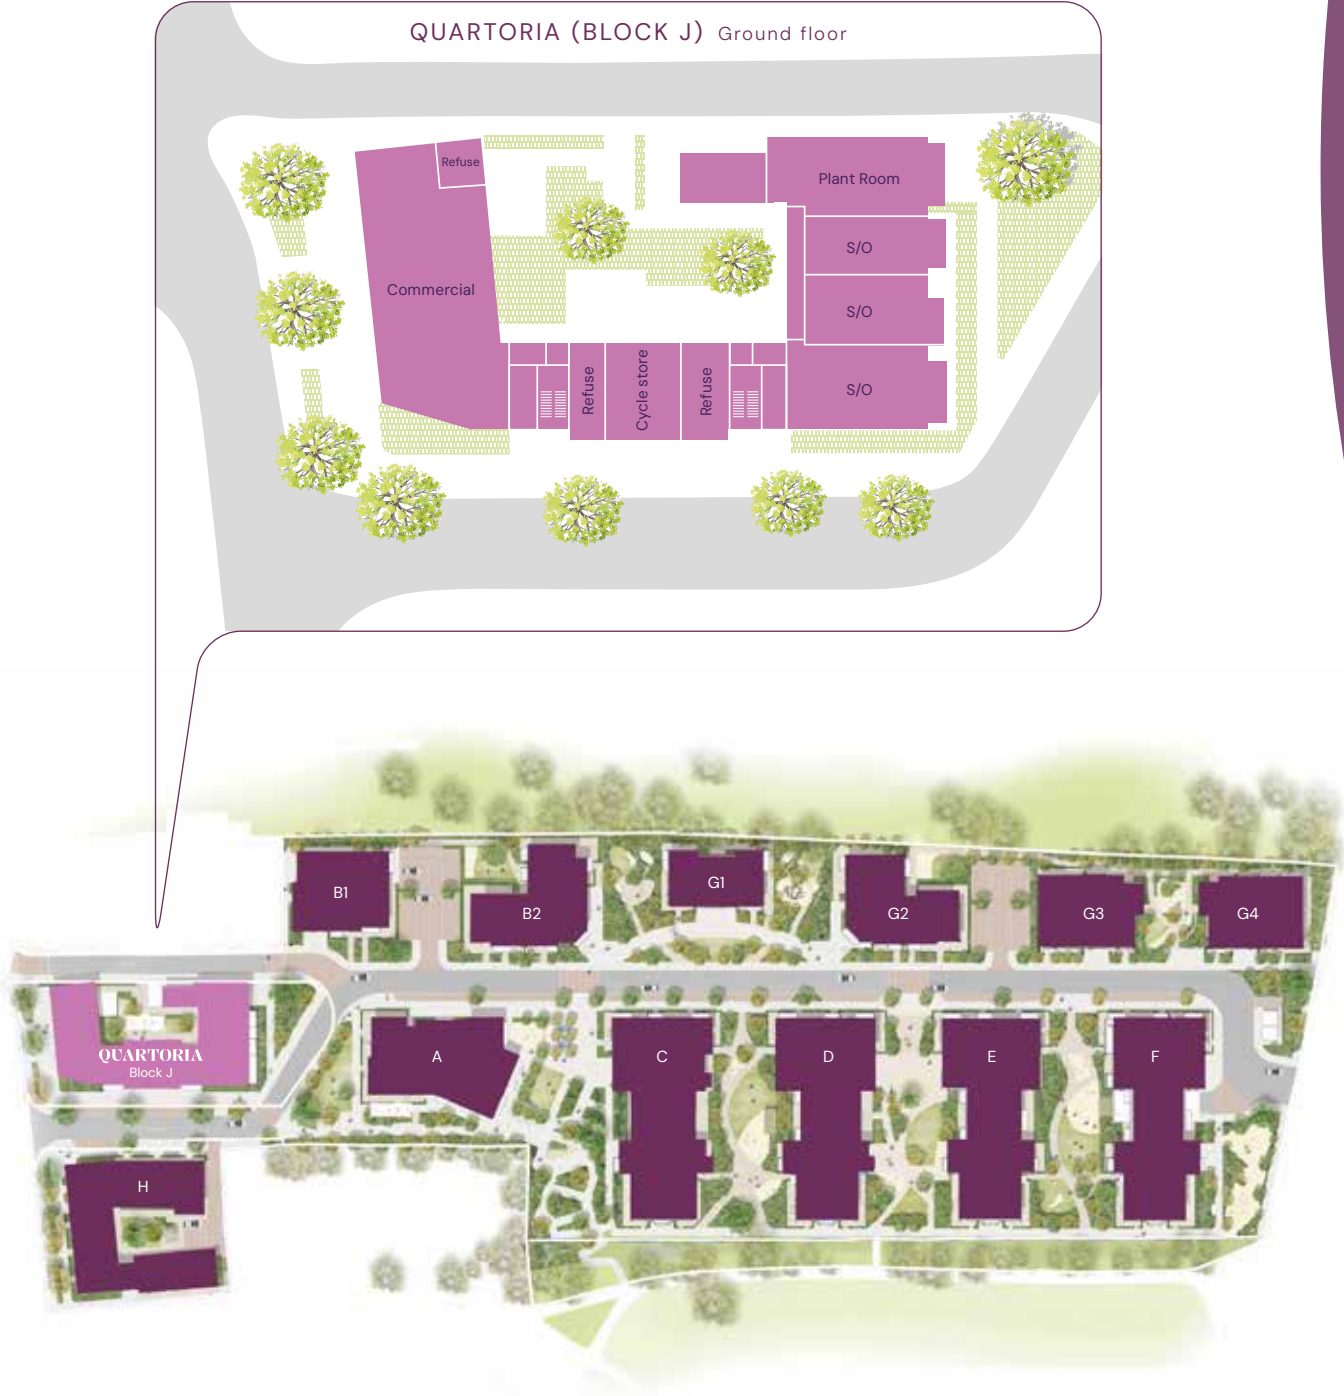 QUARTORIA (BLOCK J) Ground floor
Refuse
Plant Room
S/O
Commercial
S/O
Refuse
Cycle store
Refuse
S/O
B1
B2
G1
G2
G3
G4
QUARTORIA
Block J
A
C
D
E
F
H